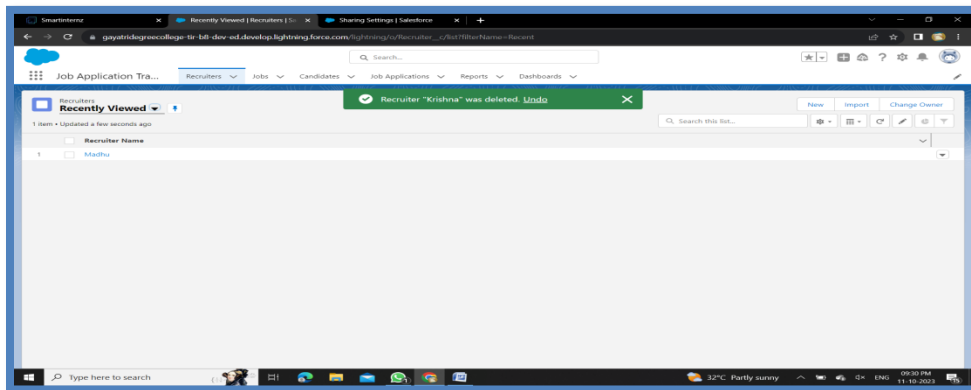 Smartinternz
Recently Viewed | Recruiters | Sa
Sharing Settings | Salesforce
gayatridegreecollege-tir-b8-dev-ed.develop.lightning.force.com/lightning/o/Recruiter__c/list?filterName=Recent
Search...
Job Application Tra...
Recruiters
Jobs
Candidates
Job Applications
Reports
Dashboards
Recruiters
Recently Viewed
Recruiter "Krishna" was deleted. Undo
New
Import
Change Owner
1 item • Updated a few seconds ago
Search this list...
Recruiter Name
1 Madhu
Type here to search
32°C Partly sunny
ENG
09:30 PM
11-10-2023